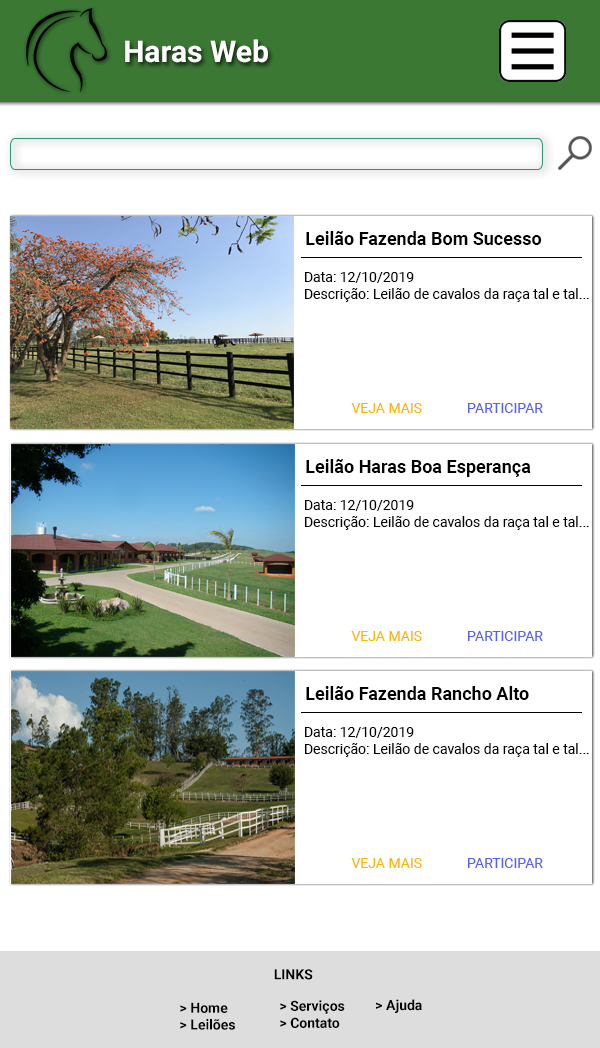 Haras Web
Leilão Fazenda Bom Sucesso
Data: 12/10/2019
Descrição: Leilão de cavalos da raça tal e tal...
VEJA MAIS PARTICIPAR
Leilão Haras Boa Esperança
Data: 12/10/2019
Descrição: Leilão de cavalos da raça tal e tal...
VEJA MAIS PARTICIPAR
Leilão Fazenda Rancho Alto
Data: 12/10/2019
Descrição: Leilão de cavalos da raça tal e tal...
VEJA MAIS PARTICIPAR
LINKS
> Home > Serviços > Ajuda
> Leilões > Contato